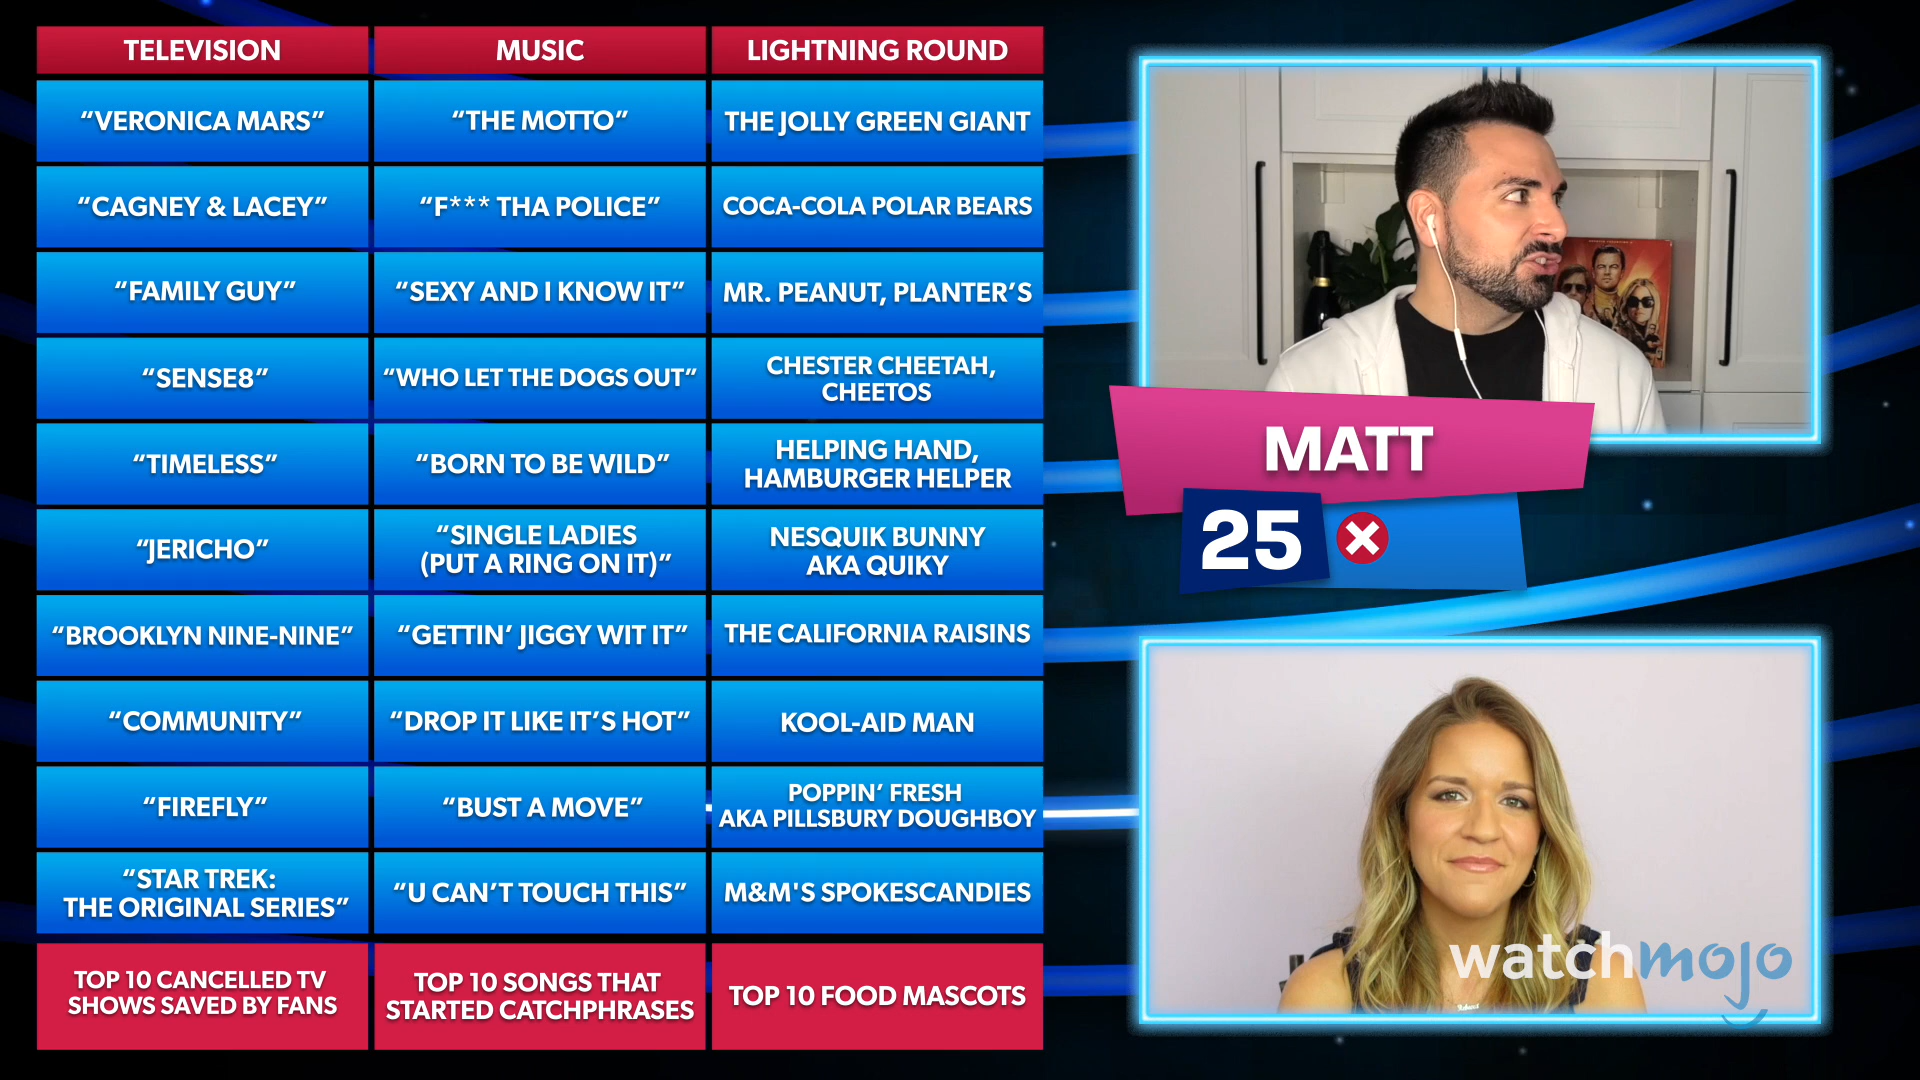 TELEVISION
MUSIC
LIGHTNING ROUND
“VERONICA MARS”
“THE MOTTO”
THE JOLLY GREEN GIANT
“CAGNEY & LACEY”
“F*** THA POLICE”
COCA-COLA POLAR BEARS
“FAMILY GUY”
“SEXY AND I KNOW IT”
MR. PEANUT, PLANTER’S
“SENSE8”
“WHO LET THE DOGS OUT”
CHESTER CHEETAH,
CHEETOS
“TIMELESS”
“BORN TO BE WILD”
HELPING HAND,
HAMBURGER HELPER
“JERICHO”
“SINGLE LADIES
(PUT A RING ON IT)”
NESQUIK BUNNY
AKA QUIKY
“BROOKLYN NINE-NINE”
“GETTIN’ JIGGY WIT IT”
THE CALIFORNIA RAISINS
“COMMUNITY”
“DROP IT LIKE IT’S HOT”
KOOL-AID MAN
“FIREFLY”
“BUST A MOVE”
POPPIN’ FRESH
AKA PILLSBURY DOUGHBOY
“STAR TREK:
THE ORIGINAL SERIES”
“U CAN’T TOUCH THIS”
M&M'S SPOKESCANDIES
TOP 10 CANCELLED TV
SHOWS SAVED BY FANS
TOP 10 SONGS THAT
STARTED CATCHPHRASES
TOP 10 FOOD MASCOTS
MATT
25
watchmojo